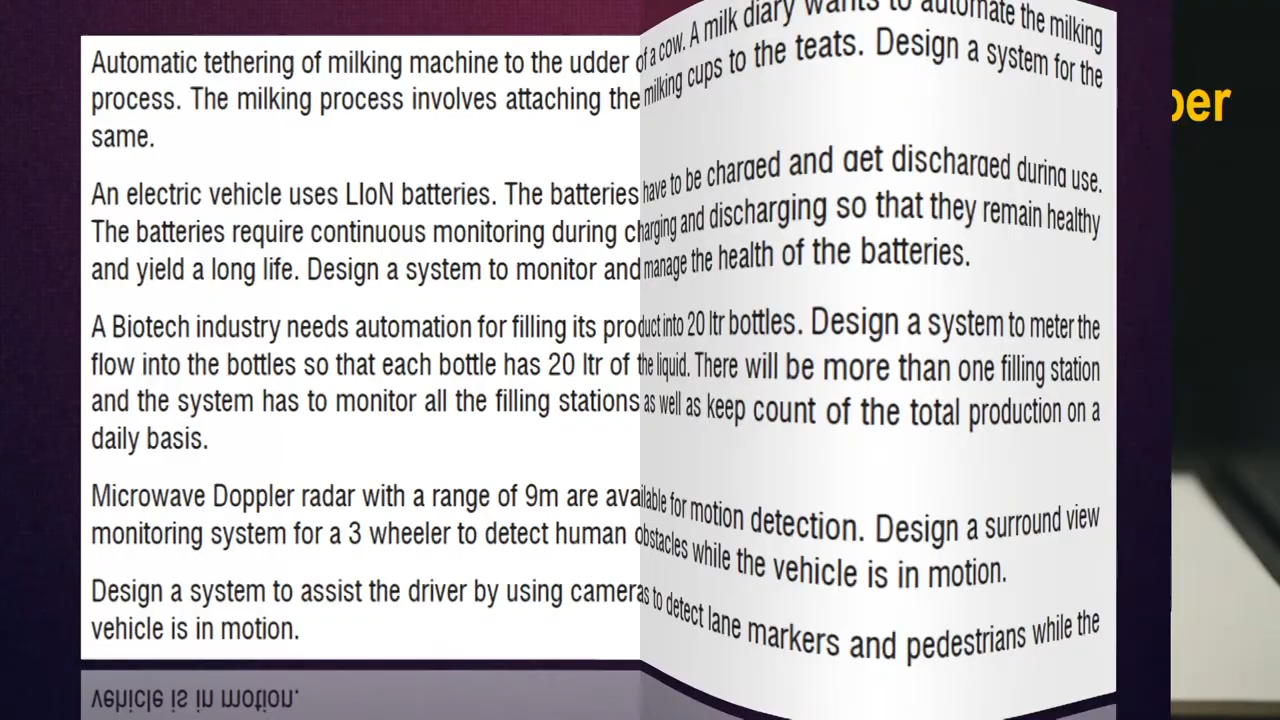 Automatic tethering of milking machine to the udder of a cow. A milk diary wants to automate the milking
process. The milking process involves attaching the milking cups to the teats. Design a system for the
same.
An electric vehicle uses LIoN batteries. The batteries have to be charged and get discharged during use.
The batteries require continuous monitoring during charging and discharging so that they remain healthy
and yield a long life. Design a system to monitor and manage the health of the batteries.
A Biotech industry needs automation for filling its product into 20 ltr bottles. Design a system to meter the
flow into the bottles so that each bottle has 20 ltr of the liquid. There will be more than one filling station
and the system has to monitor all the filling stations as well as keep count of the total production on a
daily basis.
Microwave Doppler radar with a range of 9m are available for motion detection. Design a surround view
monitoring system for a 3 wheeler to detect human obstacles while the vehicle is in motion.
Design a system to assist the driver by using cameras to detect lane markers and pedestrians while the
vehicle is in motion.
per